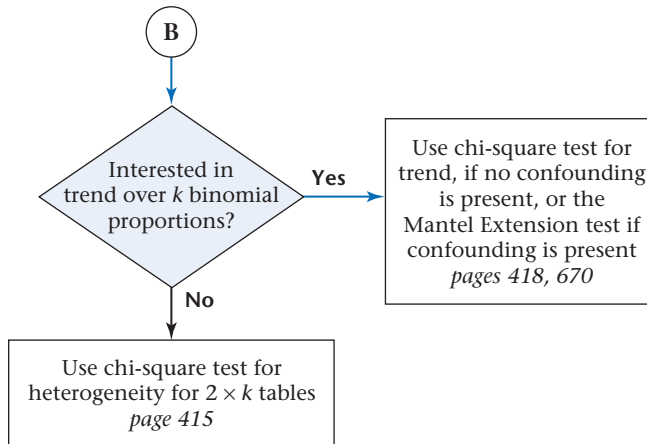 B
Interested in
trend over k binomial
proportions?
Yes
Use chi-square test for
trend, if no confounding
is present, or the
Mantel Extension test if
confounding is present
pages 418, 670
No
Use chi-square test for
heterogeneity for 2 × k tables
page 415